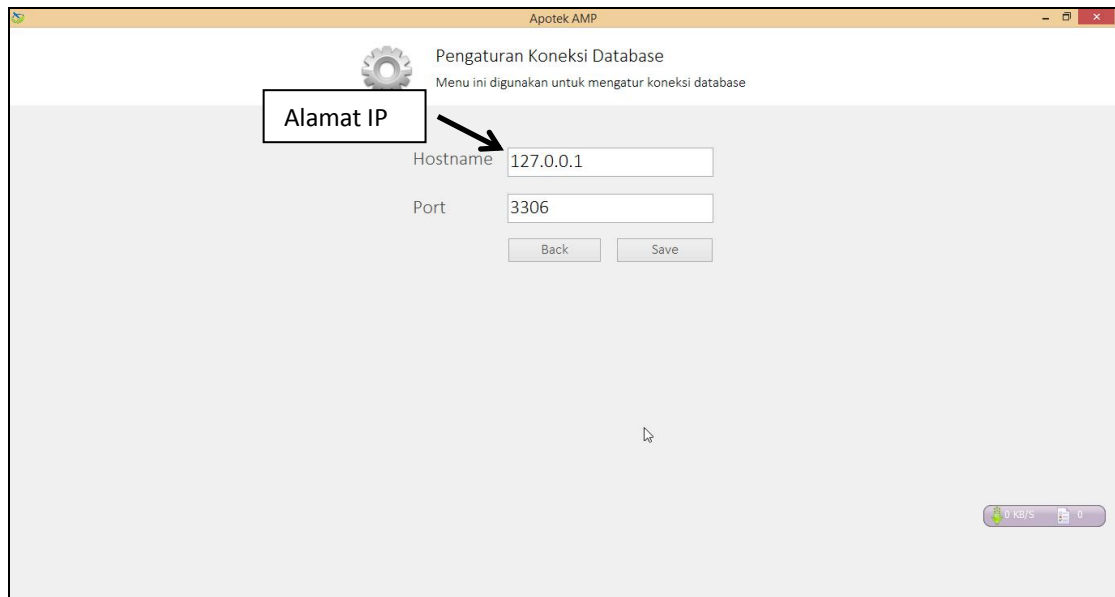 Apotek AMP
Pengaturan Koneksi Database
Menu ini digunakan untuk mengatur koneksi database
Alamat IP
Hostname 127.0.0.1
Port 3306
Back Save
0 KB/S 0